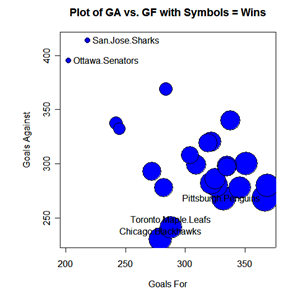 Plot of GA vs. GF with Symbols = Wins
San.Jose.Sharks
Ottawa.Senators
Pittsburgh.Penguins
Toronto.Maple.Leafs
Chicago.Blackhawks
Goals Against
400
350
300
250
200
250
300
350
Goals For